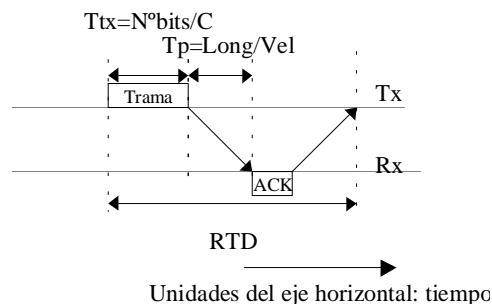 Ttx=NºBits/C
Tp=Long/Vel
Trama
Tx
Rx
ACK
RTD
Unidades del eje horizontal: tiempo